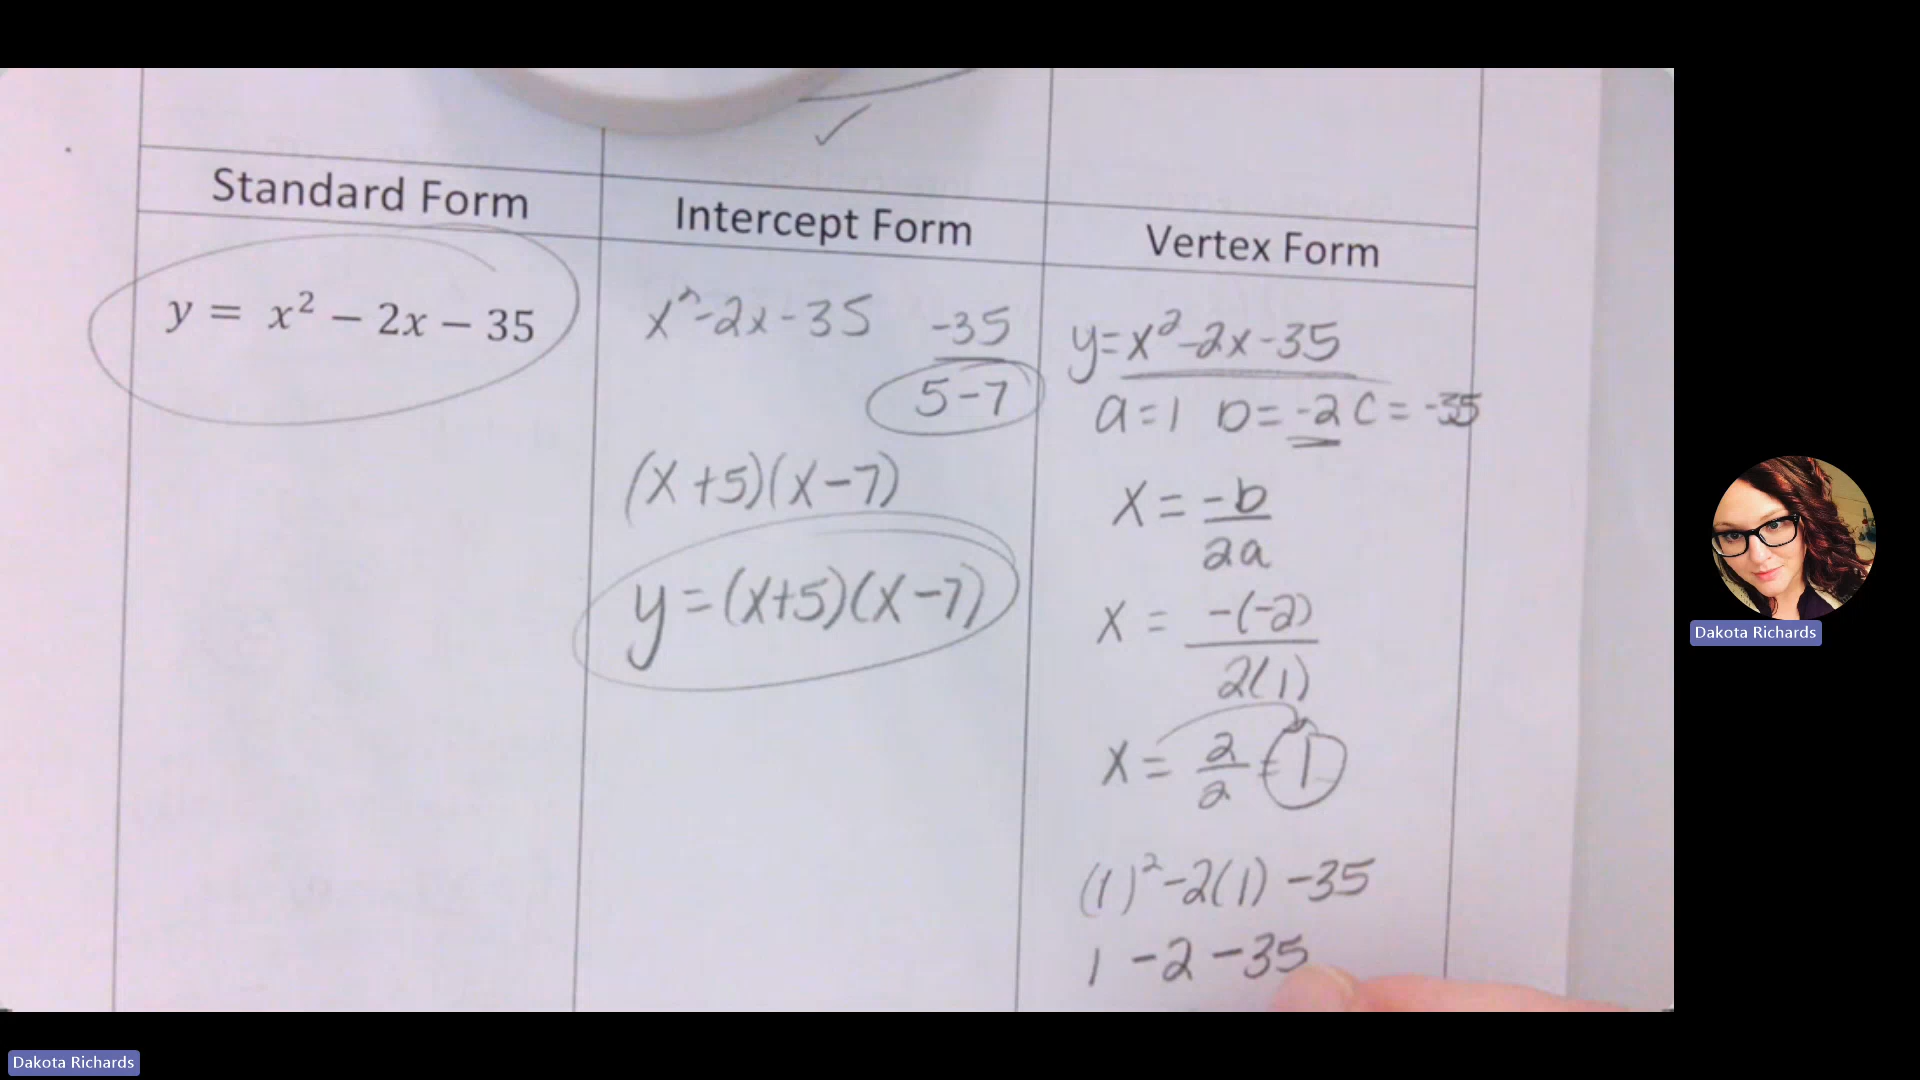 Standard Form
Intercept Form
Vertex Form
y = x² − 2x − 35
x²-2x-35
-35
5-7
(x+5)(x-7)
y=(x+5)(x-7)
y=x²-2x-35
a=1 b=-2 c=-35
x = -b/2a
x = -(-2)/2(1)
x = 2/2 = 1
(1)²-2(1)-35
1 -2 -35
Dakota Richards
Dakota Richards